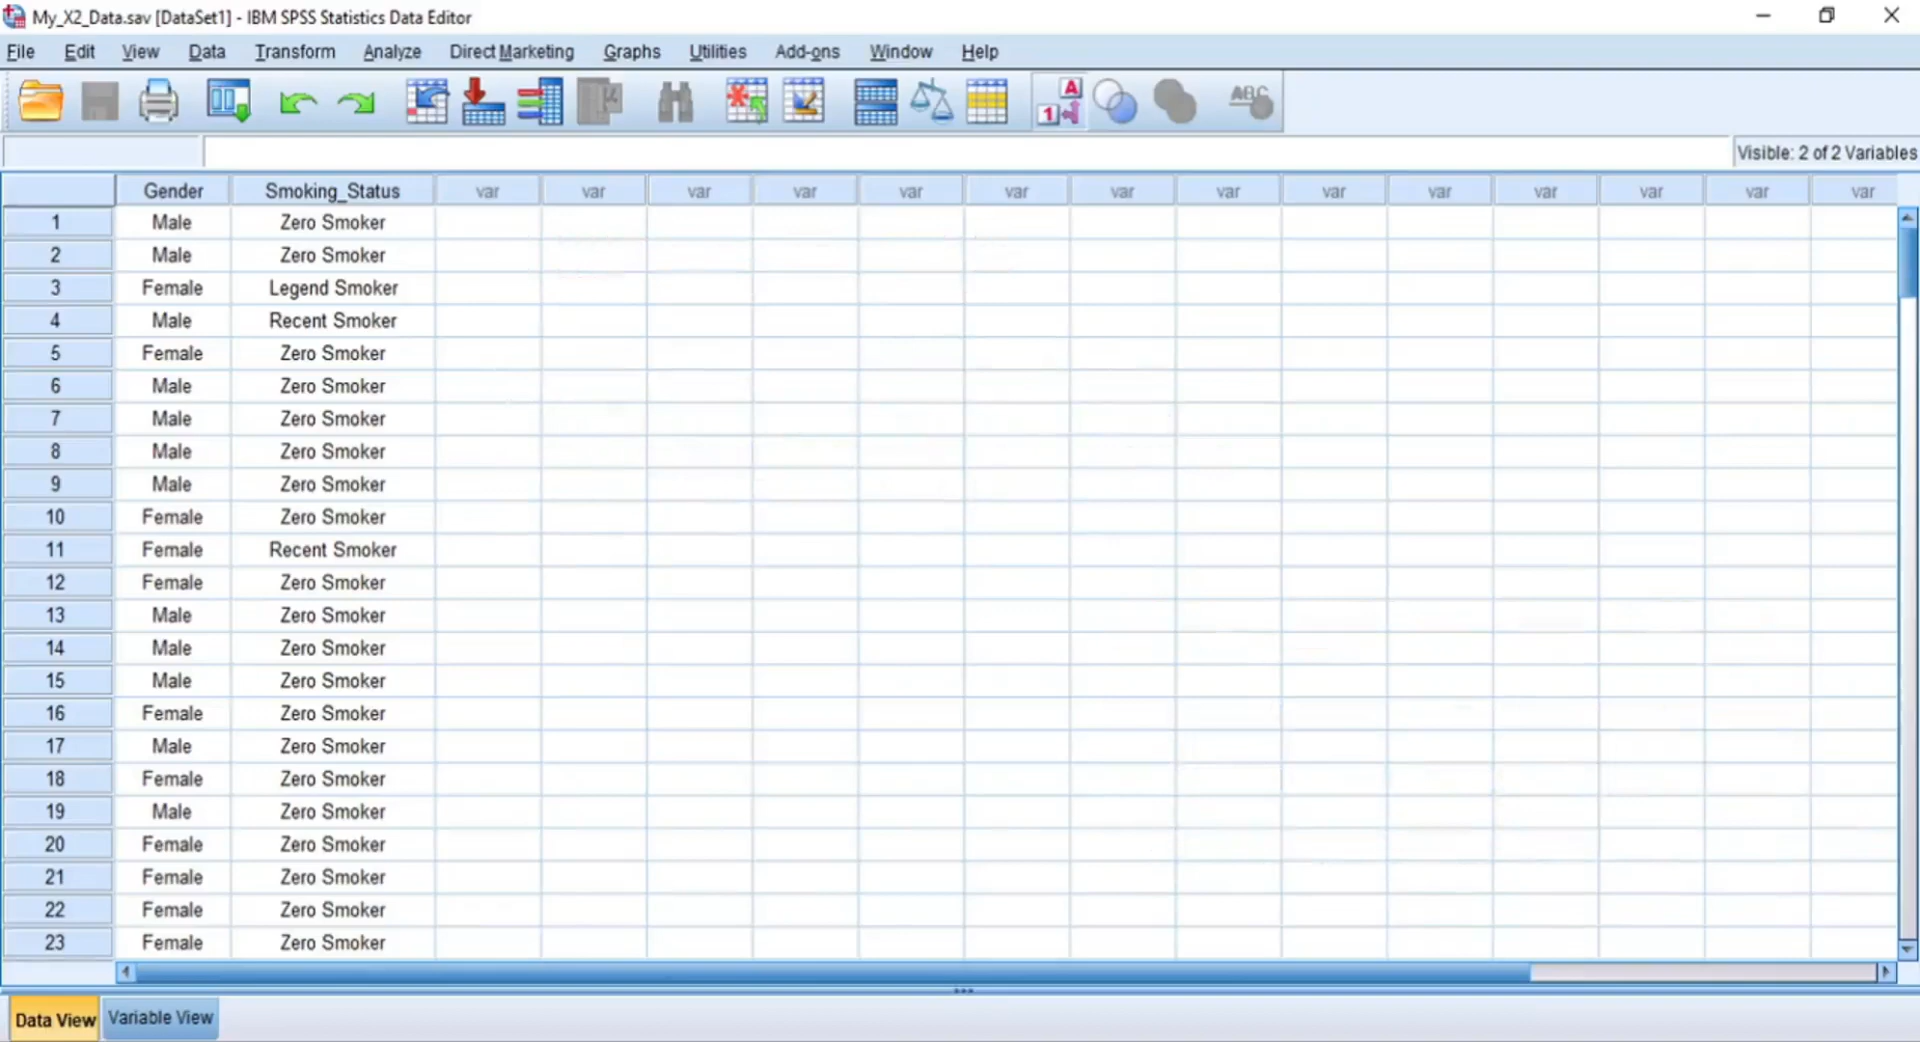 My_X2_Data.sav [DataSet1] - IBM SPSS Statistics Data Editor
File Edit View Data Transform Analyze Direct Marketing Graphs Utilities Add-ons Window Help
A
1
ABC
Visible: 2 of 2 Variables
Gender Smoking_Status var var var var var var var var var var var var var var
1 Male Zero Smoker
2 Male Zero Smoker
3 Female Legend Smoker
4 Male Recent Smoker
5 Female Zero Smoker
6 Male Zero Smoker
7 Male Zero Smoker
8 Male Zero Smoker
9 Male Zero Smoker
10 Female Zero Smoker
11 Female Recent Smoker
12 Female Zero Smoker
13 Male Zero Smoker
14 Male Zero Smoker
15 Male Zero Smoker
16 Female Zero Smoker
17 Male Zero Smoker
18 Female Zero Smoker
19 Male Zero Smoker
20 Female Zero Smoker
21 Female Zero Smoker
22 Female Zero Smoker
23 Female Zero Smoker
Data View Variable View